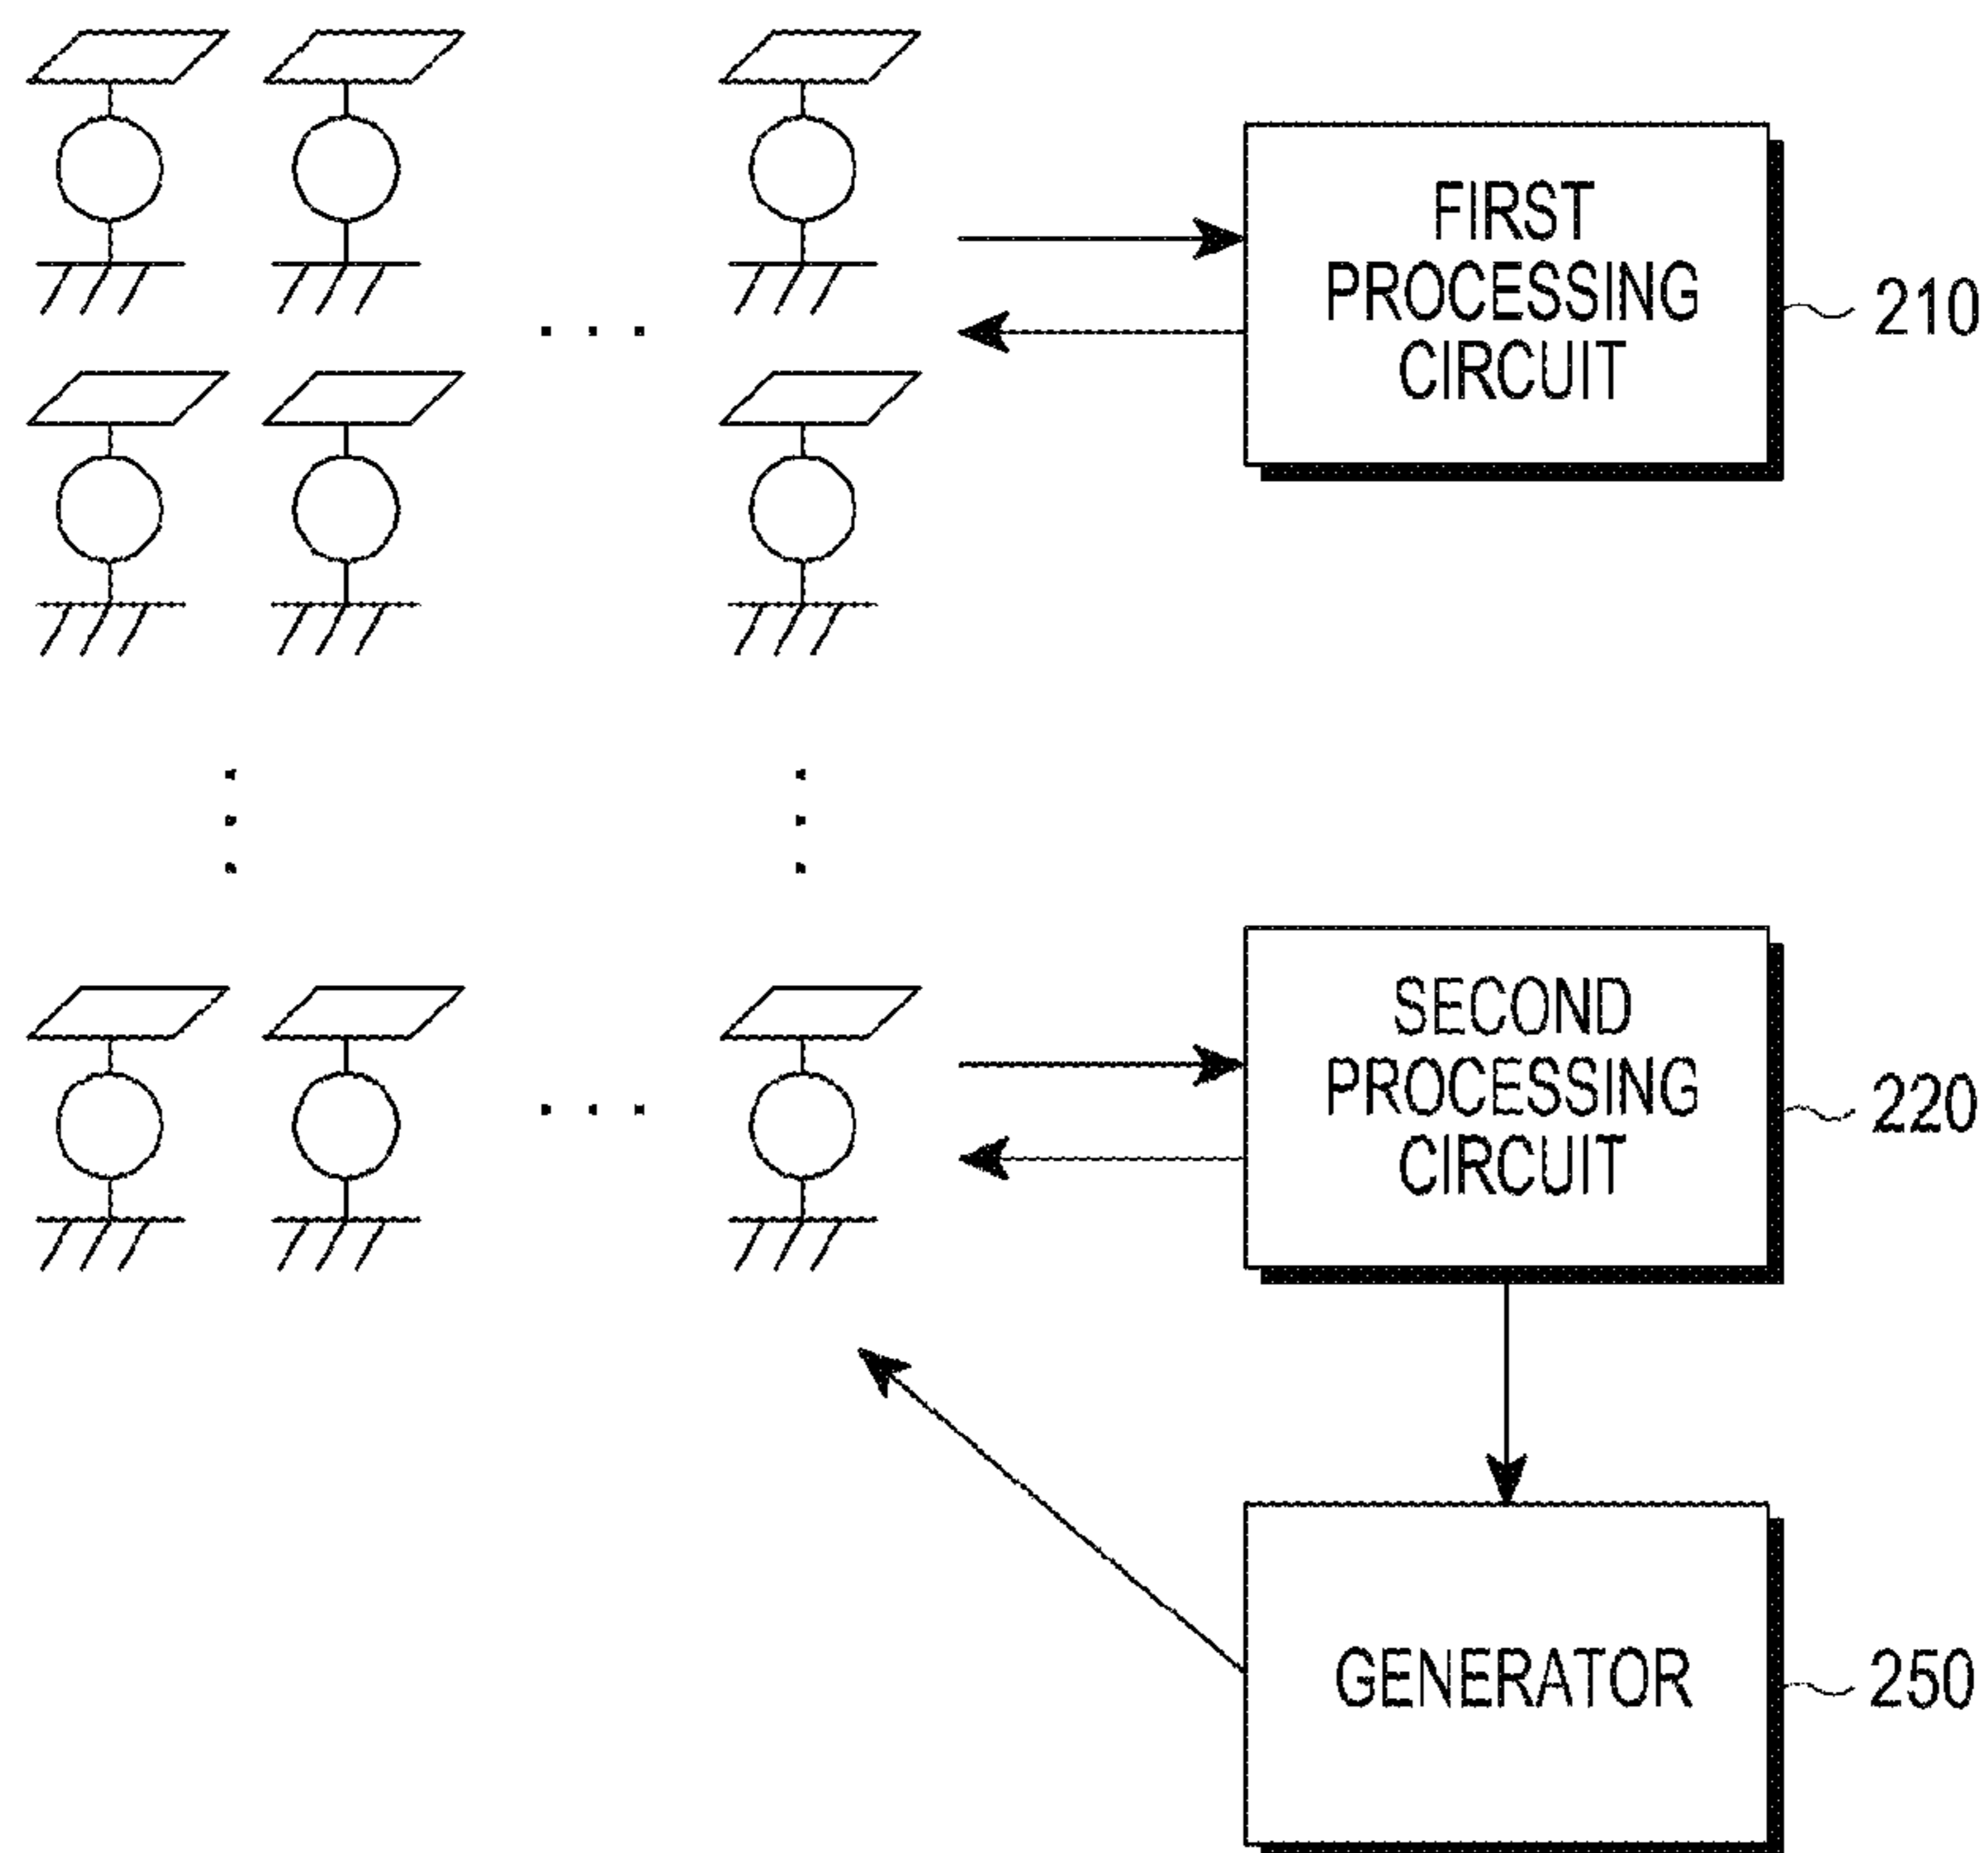 FIRST
PROCESSING
CIRCUIT
210
SECOND
PROCESSING
CIRCUIT
220
GENERATOR
250